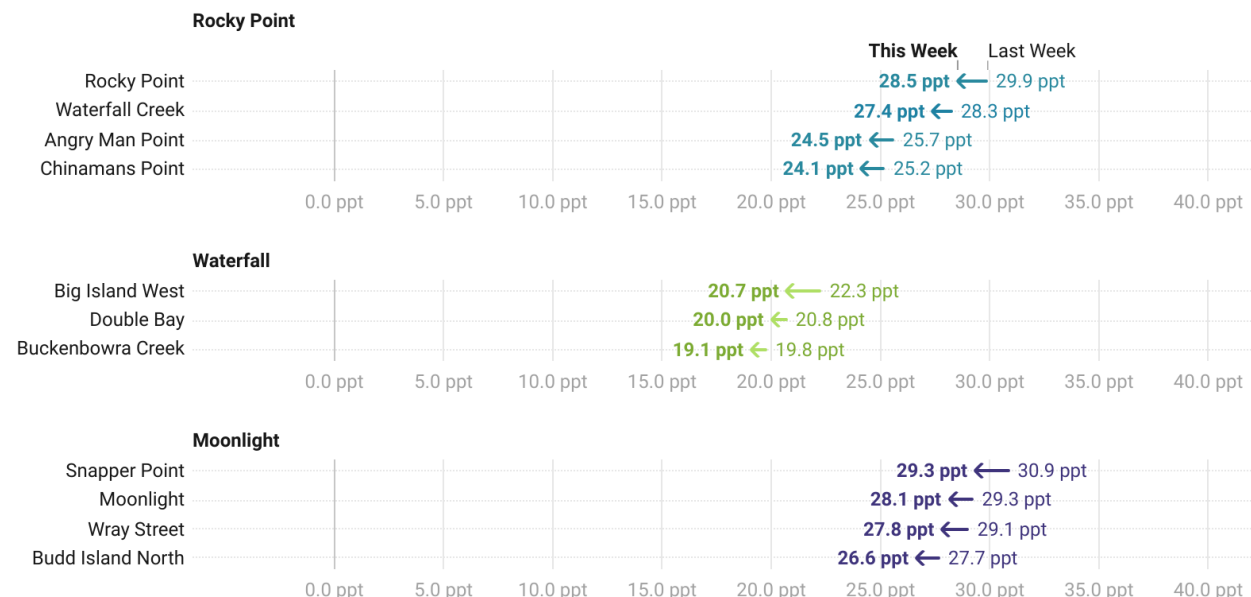 Rocky Point
This Week Last Week
Rocky Point 28.5 ppt 29.9 ppt
Waterfall Creek 27.4 ppt 28.3 ppt
Angry Man Point 24.5 ppt 25.7 ppt
Chinamans Point 24.1 ppt 25.2 ppt
0.0 ppt 5.0 ppt 10.0 ppt 15.0 ppt 20.0 ppt 25.0 ppt 30.0 ppt 35.0 ppt 40.0 ppt
Waterfall
Big Island West 20.7 ppt 22.3 ppt
Double Bay 20.0 ppt 20.8 ppt
Buckenbowra Creek 19.1 ppt 19.8 ppt
0.0 ppt 5.0 ppt 10.0 ppt 15.0 ppt 20.0 ppt 25.0 ppt 30.0 ppt 35.0 ppt 40.0 ppt
Moonlight
Snapper Point 29.3 ppt 30.9 ppt
Moonlight 28.1 ppt 29.3 ppt
Wray Street 27.8 ppt 29.1 ppt
Budd Island North 26.6 ppt 27.7 ppt
0.0 ppt 5.0 ppt 10.0 ppt 15.0 ppt 20.0 ppt 25.0 ppt 30.0 ppt 35.0 ppt 40.0 ppt